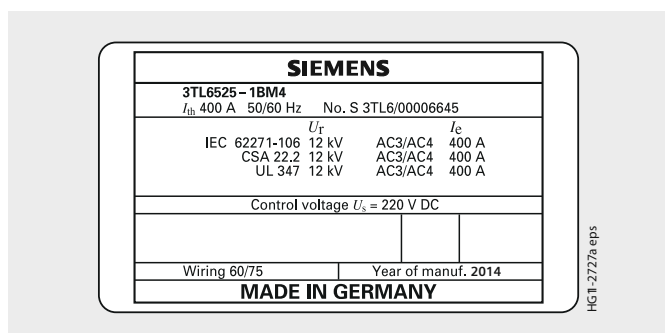 SIEMENS
3TL6525 – 1BM4
Ith 400 A 50/60 Hz No. S 3TL6/00006645
Ur Ie
IEC 62271-106 12 kV AC3/AC4 400 A
CSA 22.2 12 kV AC3/AC4 400 A
UL 347 12 kV AC3/AC4 400 A
Control voltage Us = 220 V DC
Wiring 60/75 Year of manuf. 2014
MADE IN GERMANY
HG11-2727a eps